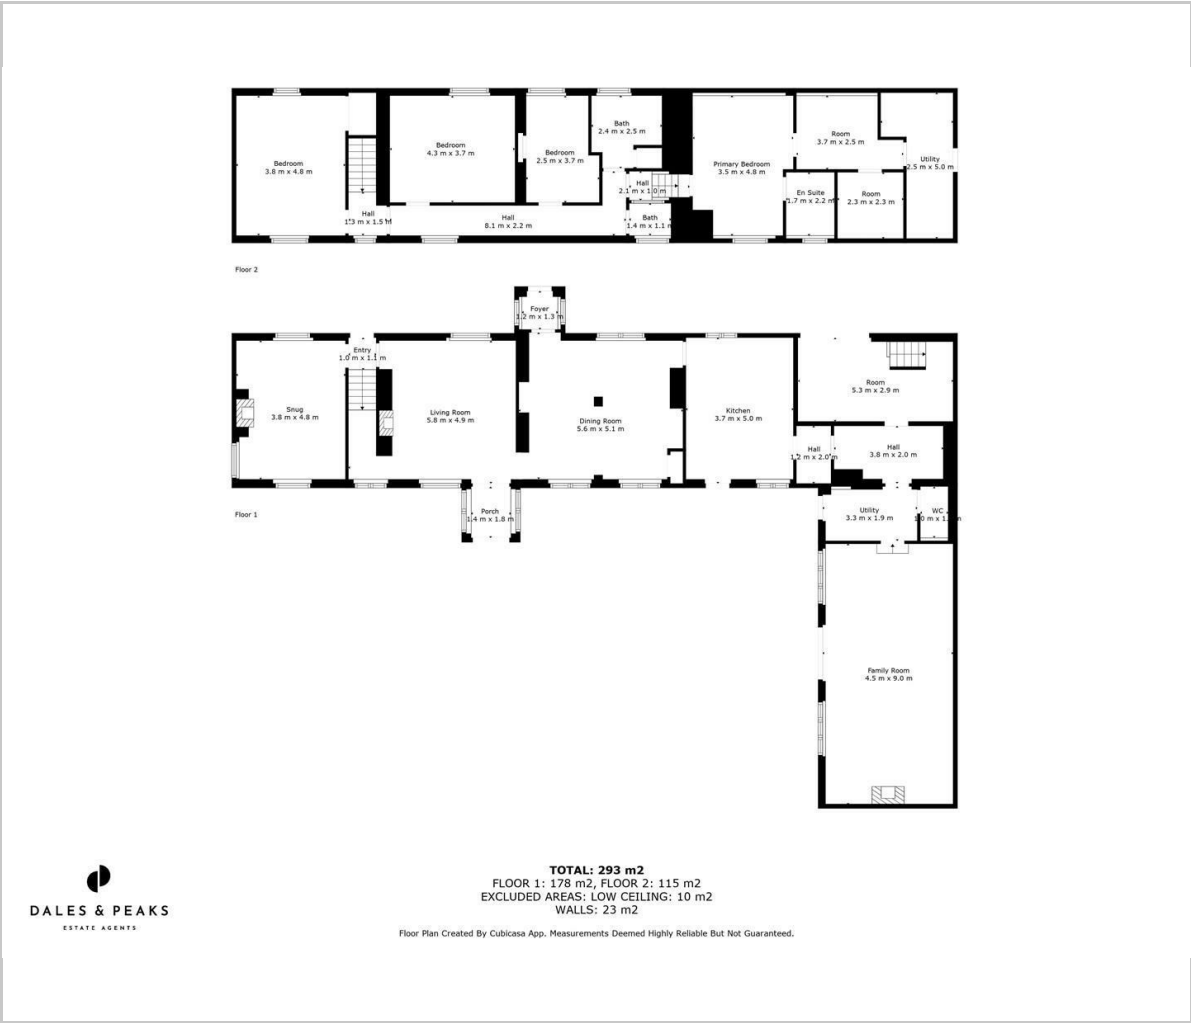 Bedroom
3.8 m x 4.8 m
Hall
1.3 m x 1.5 m
Bedroom
4.3 m x 3.7 m
Bedroom
2.5 m x 3.7 m
Hall
8.1 m x 2.2 m
Bath
2.4 m x 2.5 m
Hall
2.1 m x 1.0 m
Bath
1.4 m x 1.1 m
Primary Bedroom
3.5 m x 4.8 m
Room
3.7 m x 2.5 m
En Suite
1.7 m x 2.2 m
Room
2.3 m x 2.3 m
Utility
2.5 m x 5.0 m
Floor 2
Foyer
1.2 m x 1.3 m
Entry
1.0 m x 1.1 m
Snug
3.8 m x 4.8 m
Living Room
5.8 m x 4.9 m
Dining Room
5.6 m x 5.1 m
Kitchen
3.7 m x 5.0 m
Room
5.3 m x 2.9 m
Hall
1.2 m x 2.0 m
Hall
3.8 m x 2.0 m
Floor 1
Porch
1.4 m x 1.8 m
Utility
3.3 m x 1.9 m
WC
Family Room
4.5 m x 9.0 m
DALES & PEAKS
ESTATE AGENTS
TOTAL: 293 m2
FLOOR 1: 178 m2, FLOOR 2: 115 m2
EXCLUDED AREAS: LOW CEILING: 10 m2
WALLS: 23 m2
Floor Plan Created By Cubicasa App. Measurements Deemed Highly Reliable But Not Guaranteed.